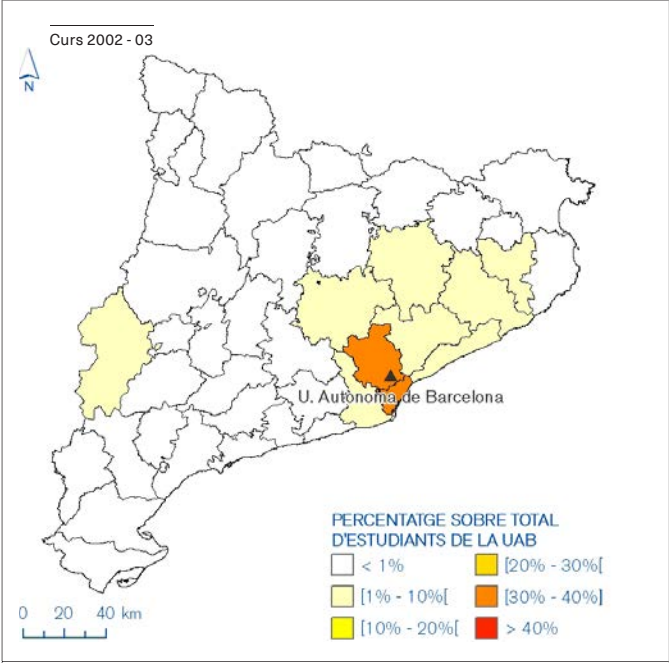 Curs 2002 - 03
N
U. Autònoma de Barcelona
PERCENTATGE SOBRE TOTAL
D'ESTUDIANTS DE LA UAB
< 1%
[20% - 30%[
[1% - 10%[
[30% - 40%]
[10% - 20%[
> 40%
0 20 40 km